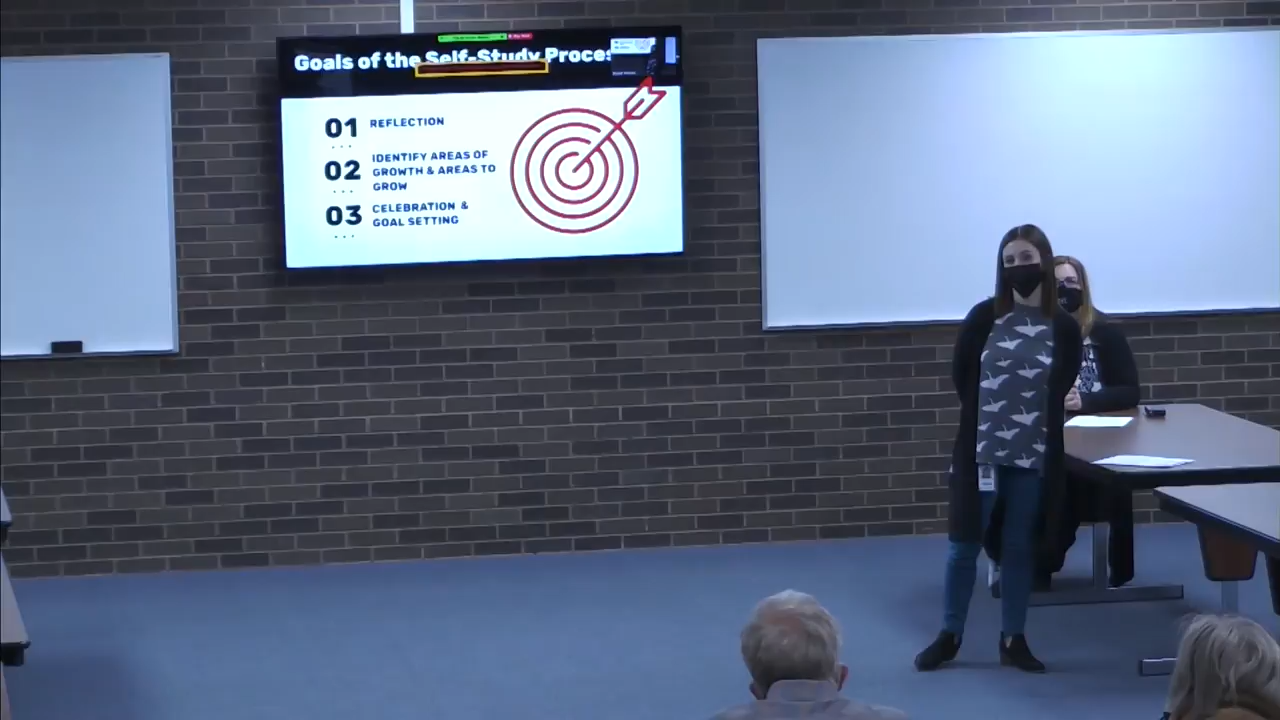 Goals of the Self-Study Proces
01 REFLECTION
02 IDENTIFY AREAS OF
GROWTH & AREAS TO
GROW
03 CELEBRATION &
GOAL SETTING